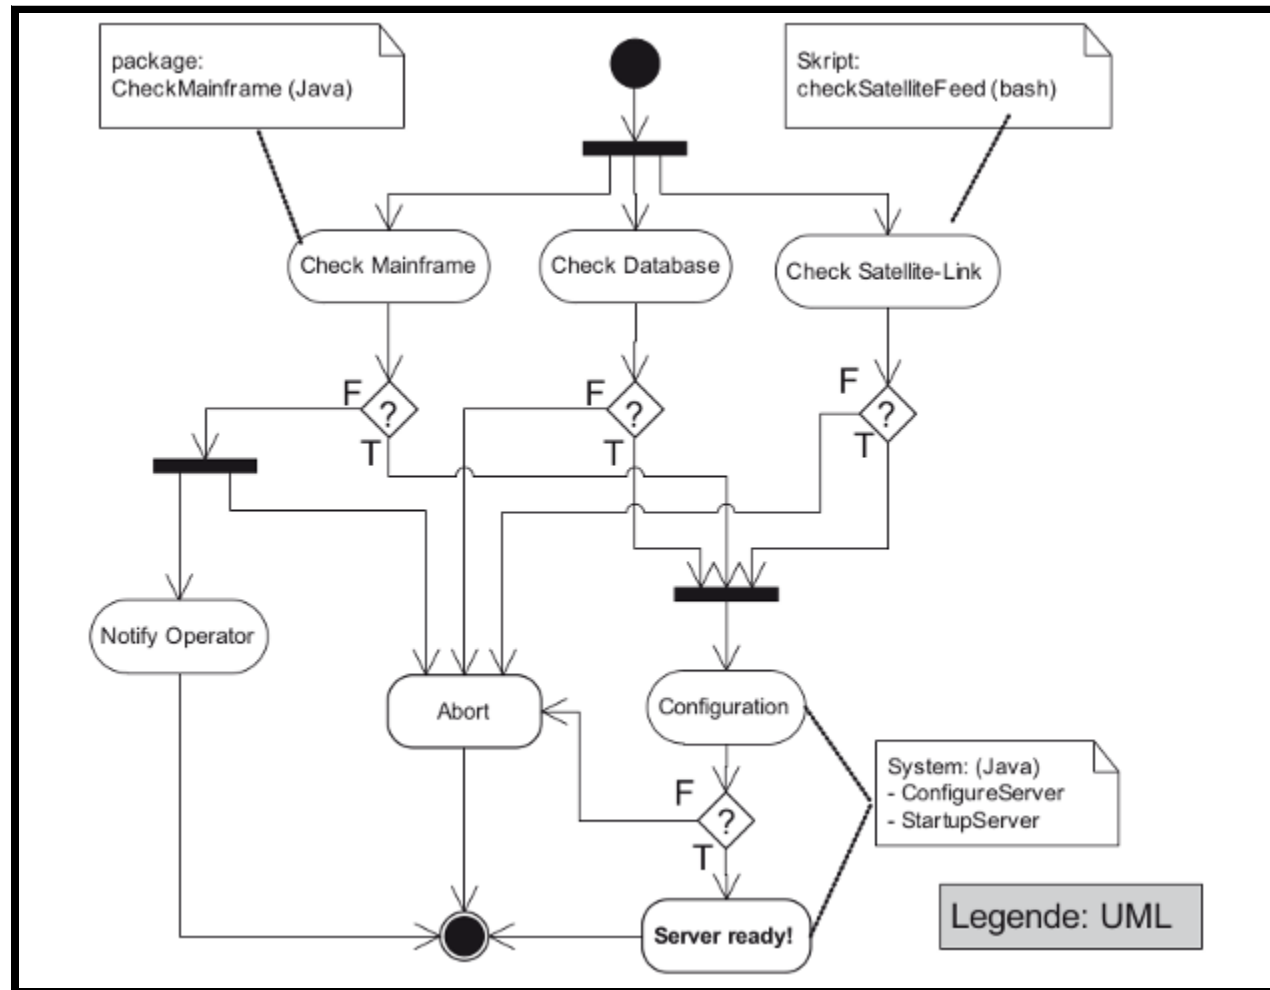 package:
CheckMainframe (Java)
Skript:
checkSatelliteFeed (bash)
Check Mainframe
Check Database
Check Satellite-Link
F
?
T
F
?
T
F
?
T
Notify Operator
Abort
Configuration
System: (Java)
- ConfigureServer
- StartupServer
F
?
T
Server ready!
Legende: UML